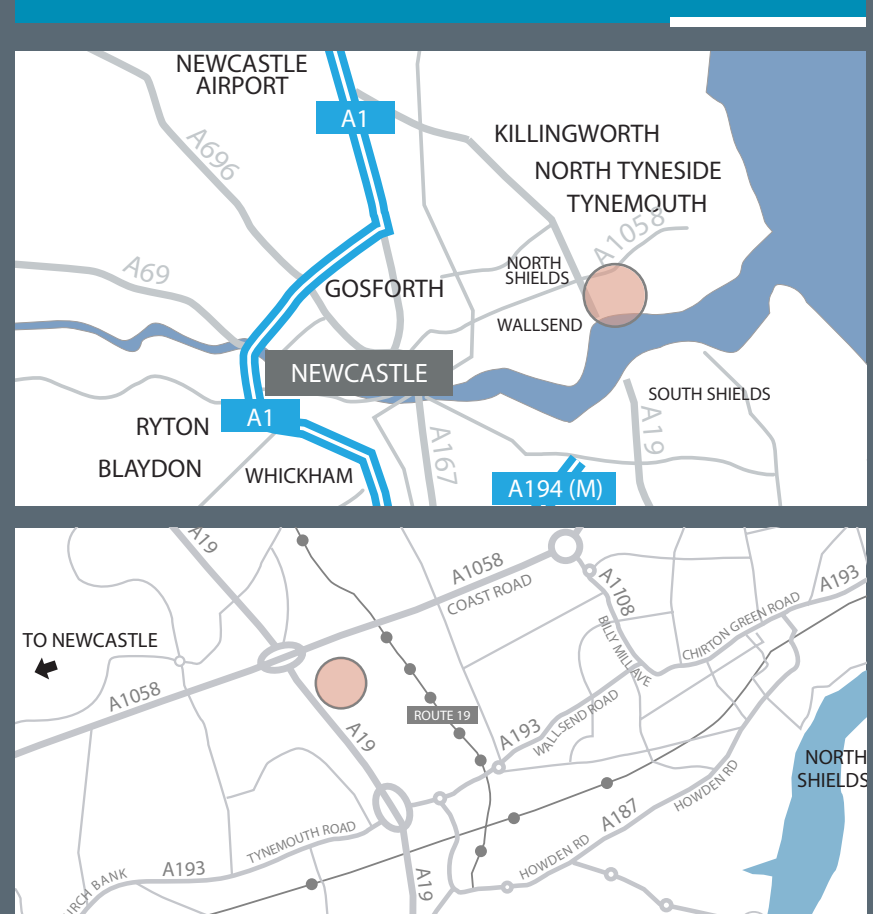 NEWCASTLE
AIRPORT
A1
A696
KILLINGWORTH
NORTH TYNESIDE
TYNEMOUTH
A1058
A69
NORTH
SHIELDS
GOSFORTH
WALLSEND
NEWCASTLE
SOUTH SHIELDS
A1
RYTON
A19
A167
BLAYDON
WHICKHAM
A194 (M)
A19
A1058
COAST ROAD
A1108
A193
BILLY MILL AVE
CHIRTON GREEN ROAD
TO NEWCASTLE
A1058
ROUTE 19
A19
A193
WALLSEND ROAD
NORTH
SHIELDS
HOWDEN RD
A187
TYNEMOUTH ROAD
HOWDEN RD
A193
A19